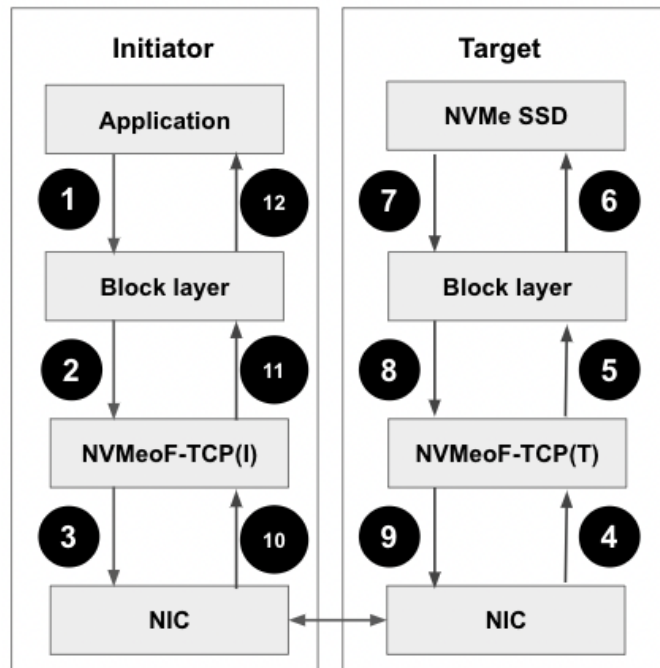 Initiator
Target
Application
NVMe SSD
1
12
7
6
Block layer
Block layer
2
11
8
5
NVMeoF-TCP(I)
NVMeoF-TCP(T)
3
10
9
4
NIC
NIC